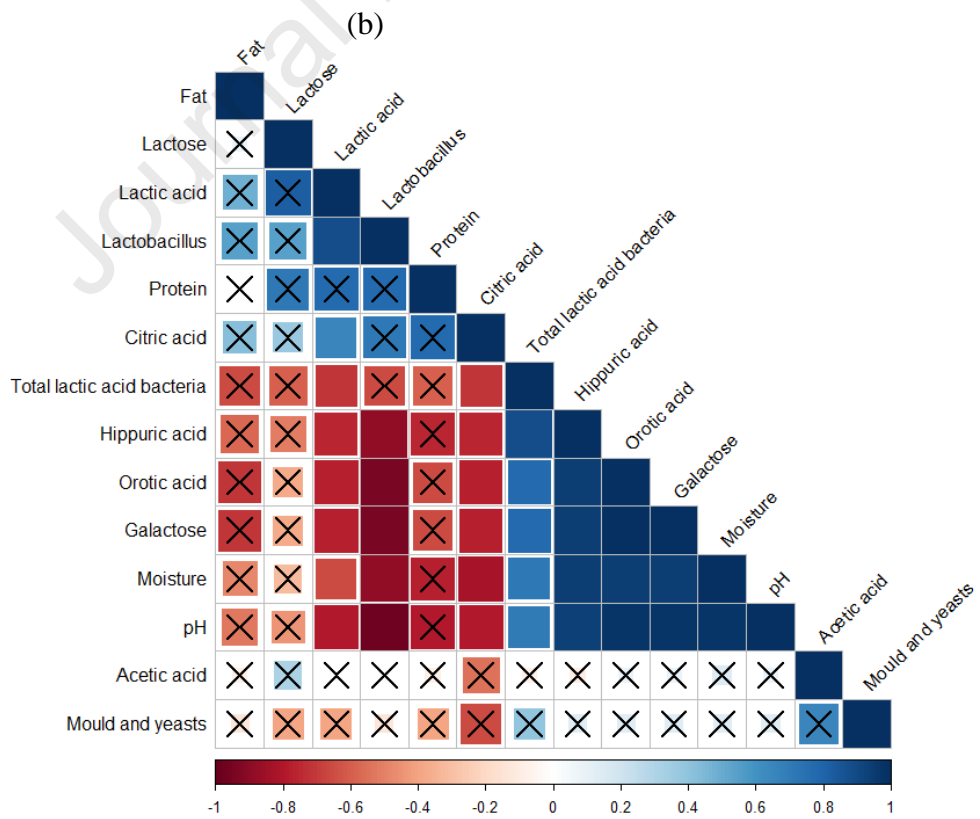 Journal
(b)
Fat
Lactose
Lactic acid
Lactobacillus
Protein
Citric acid
Total lactic acid bacteria
Hippuric acid
Orotic acid
Galactose
Moisture
pH
Acetic acid
Mould and yeasts
Fat
Lactose
Lactic acid
Lactobacillus
Protein
Citric acid
Total lactic acid bacteria
Hippuric acid
Orotic acid
Galactose
Moisture
pH
Acetic acid
Mould and yeasts
-1 -0.8 -0.6 -0.4 -0.2 0 0.2 0.4 0.6 0.8 1